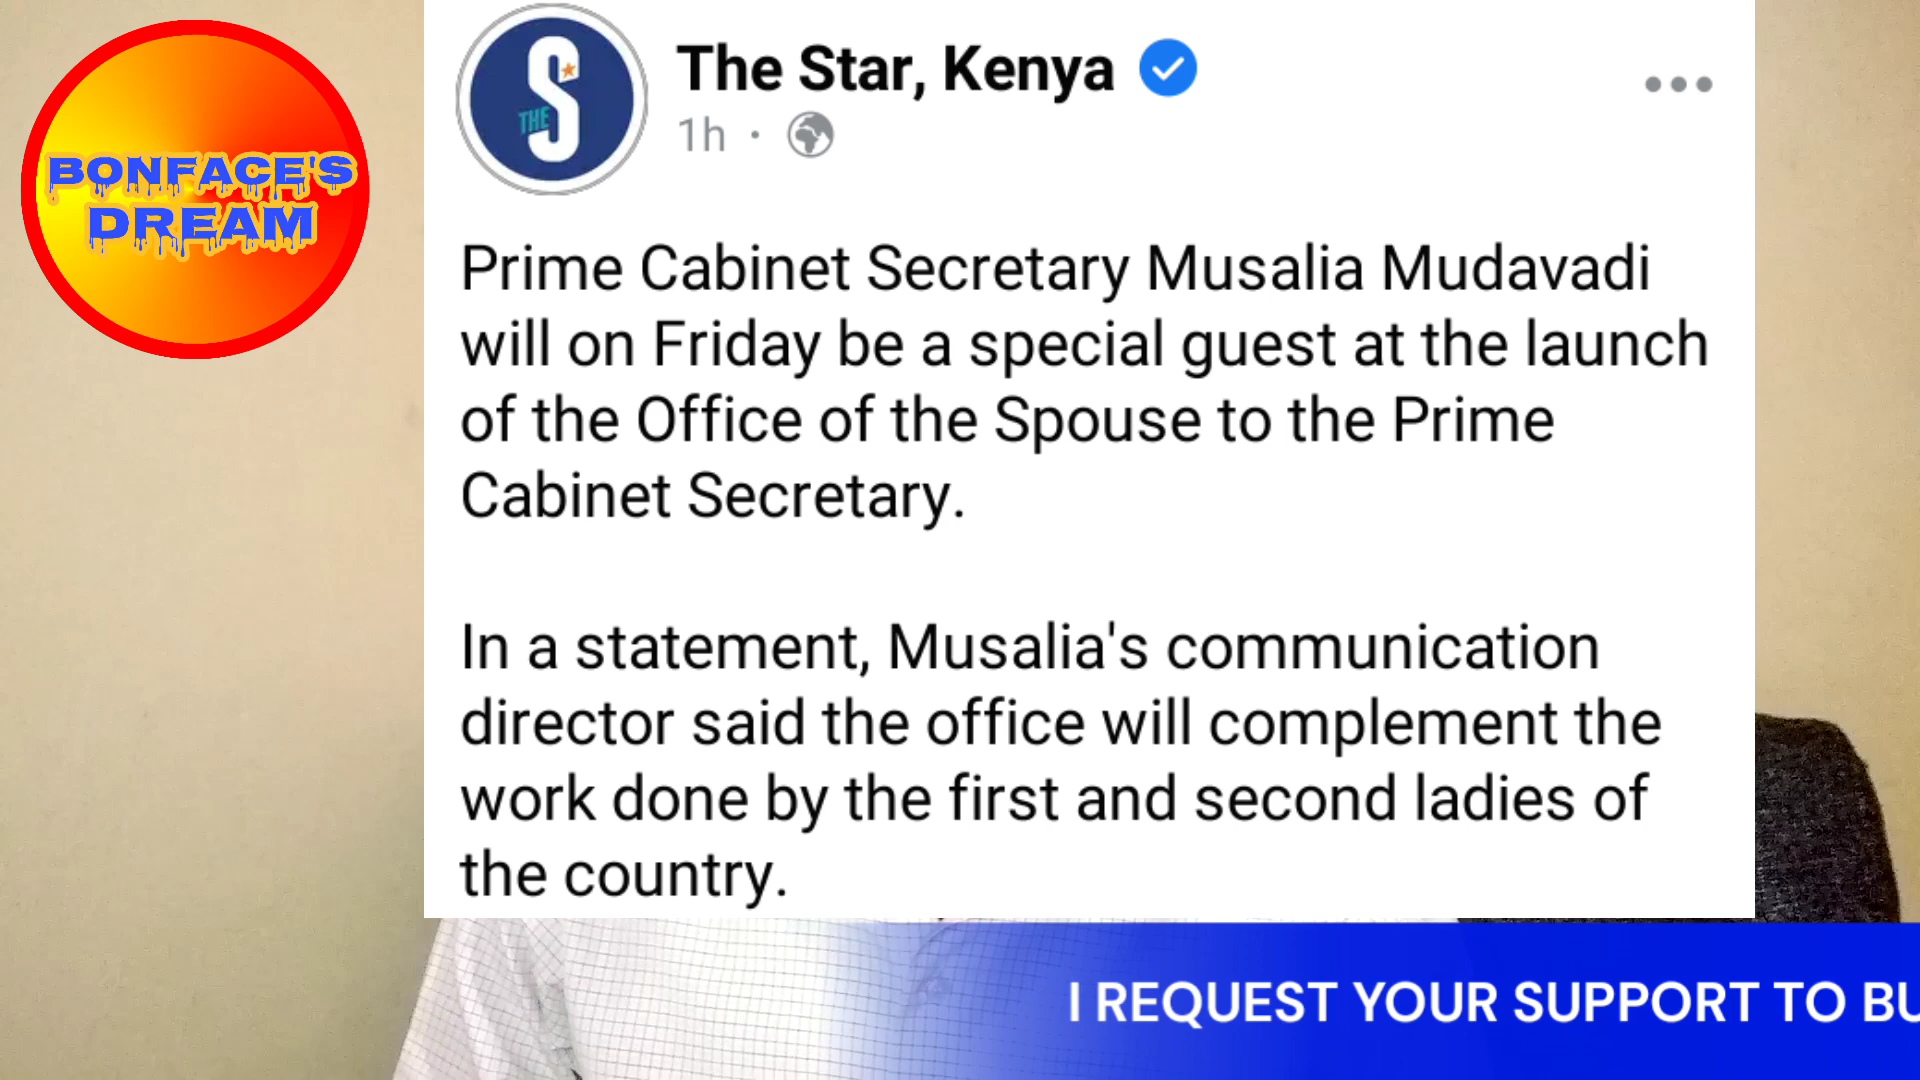 BONFACE'S
DREAM
THE S
The Star, Kenya
1h
Prime Cabinet Secretary Musalia Mudavadi
will on Friday be a special guest at the launch
of the Office of the Spouse to the Prime
Cabinet Secretary.
In a statement, Musalia's communication
director said the office will complement the
work done by the first and second ladies of
the country.
I REQUEST YOUR SUPPORT TO BU